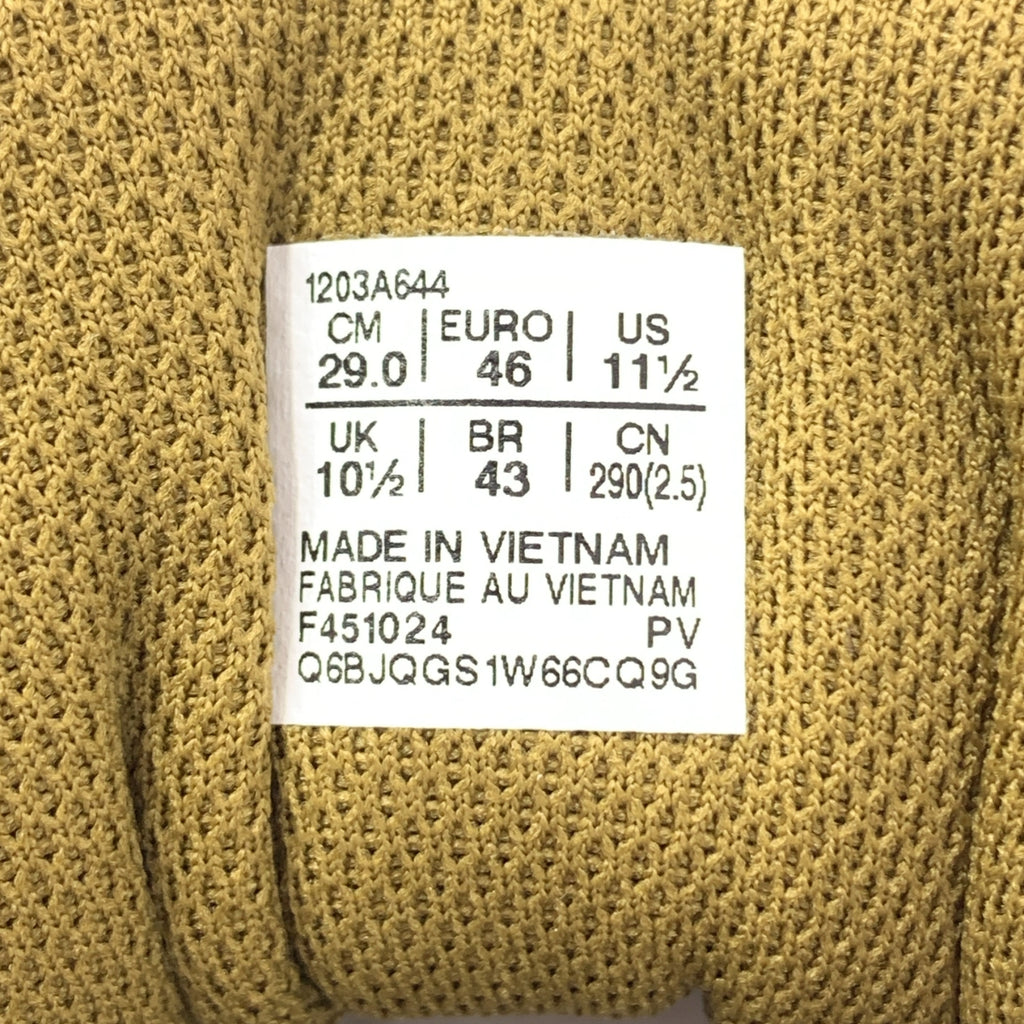 1203A644
CM | EURO | US
29.0 | 46 | 11½
UK | BR | CN
10½ | 43 | 290(2.5)
MADE IN VIETNAM
FABRIQUE AU VIETNAM
F451024 PV
Q6BJQGS1W66CQ9G